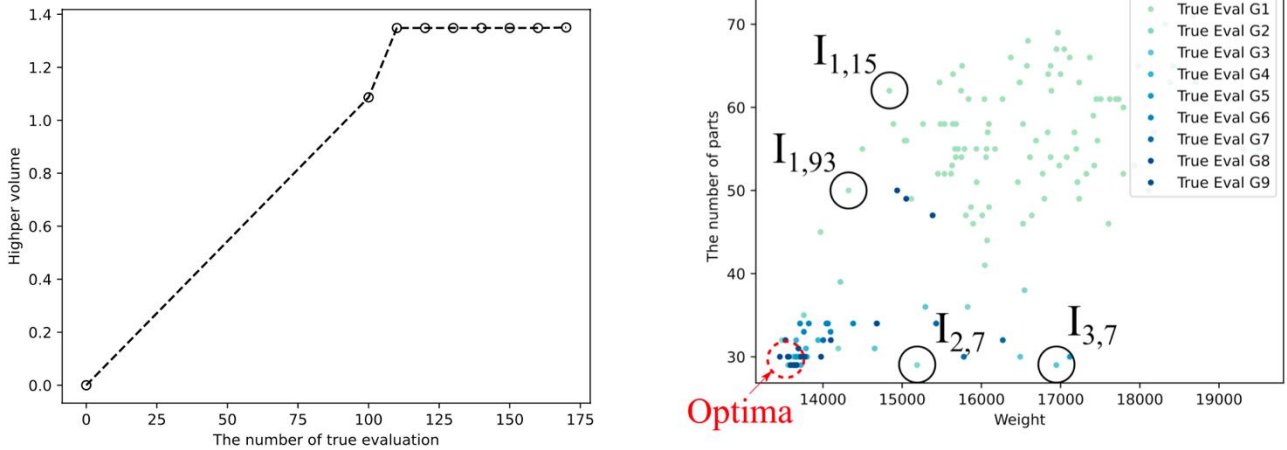 1.4
1.2
1.0
0.8
0.6
0.4
0.2
0.0
Highper volume
0 25 50 75 100 125 150 175
The number of true evaluation
70
60
50
40
30
The number of parts
I1,15
I1,93
I2,7
I3,7
Optima
True Eval G1
True Eval G2
True Eval G3
True Eval G4
True Eval G5
True Eval G6
True Eval G7
True Eval G8
True Eval G9
14000 15000 16000 17000 18000 19000
Weight